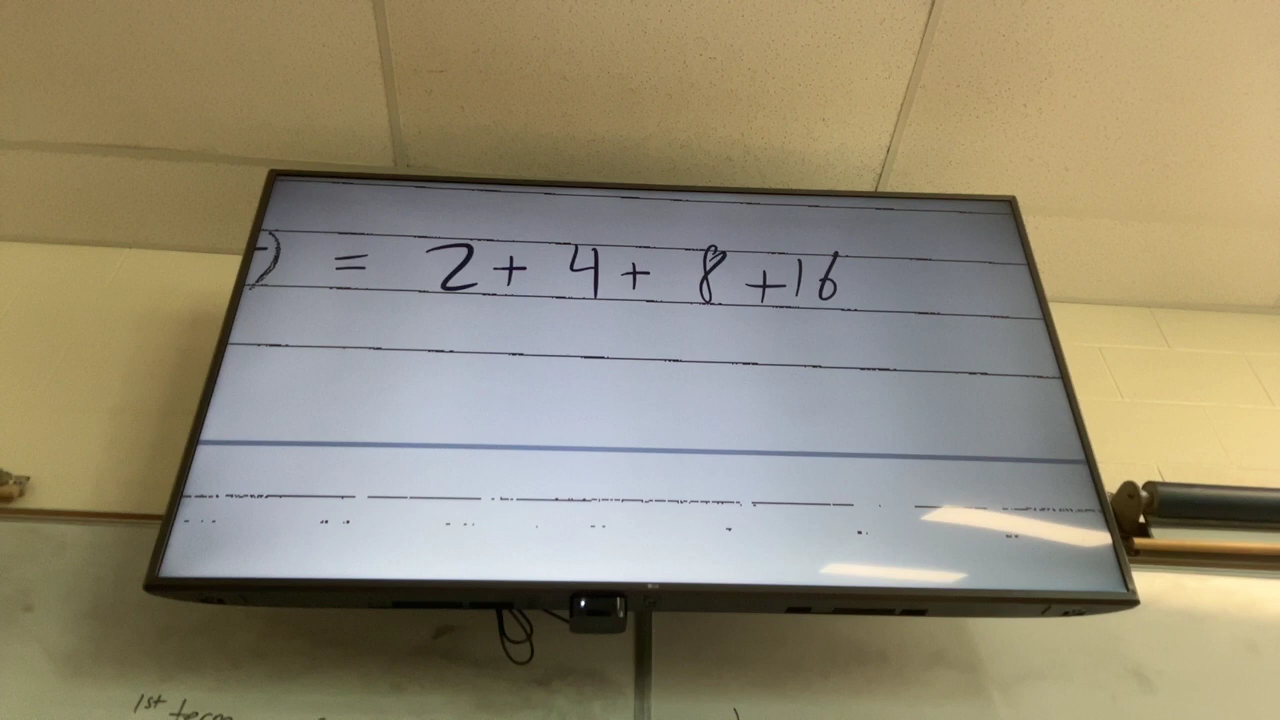 ) = 2 + 4 + 8 + 16
1st term